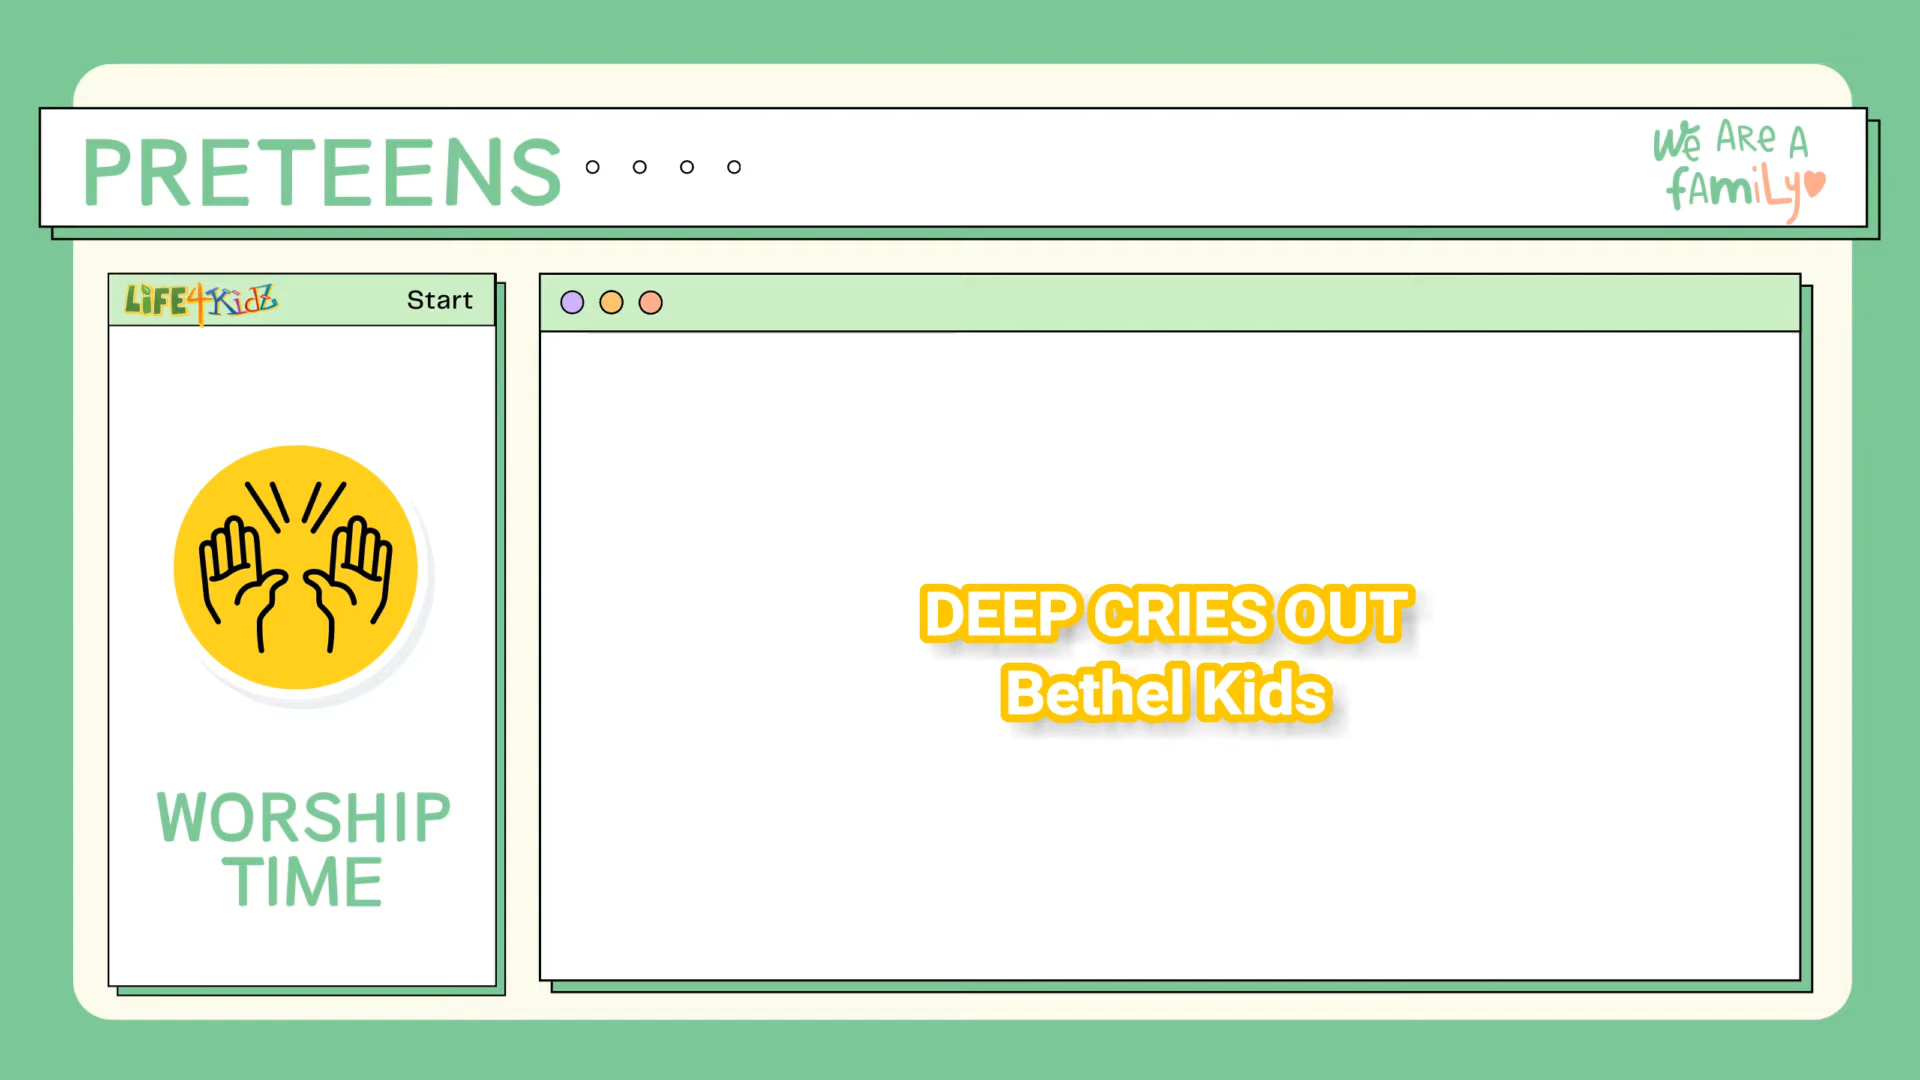 PRETEENS
We ARe A
fAmiLy
LiFE4KidZ
Start
WORSHIP
TIME
DEEP CRIES OUT
Bethel Kids